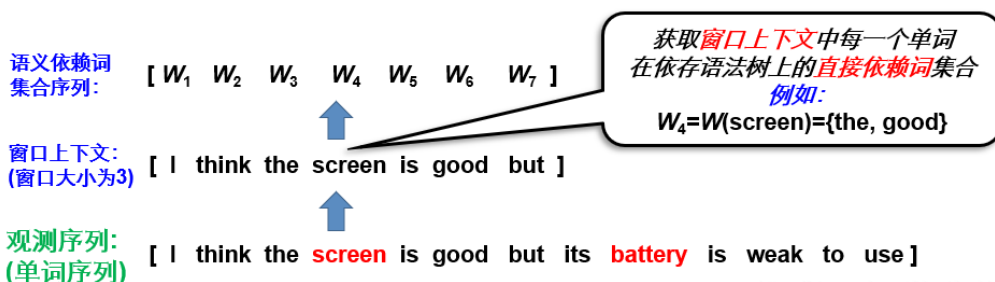 语义依赖词
集合序列:
[ W1 W2 W3 W4 W5 W6 W7 ]
获取窗口上下文中每一个单词
在依存语法树上的直接依赖词集合
例如:
W4=W(screen)={the, good}
窗口上下文:
(窗口大小为3)
[ I think the screen is good but ]
观测序列:
(单词序列)
[ I think the screen is good but its battery is weak to use ]